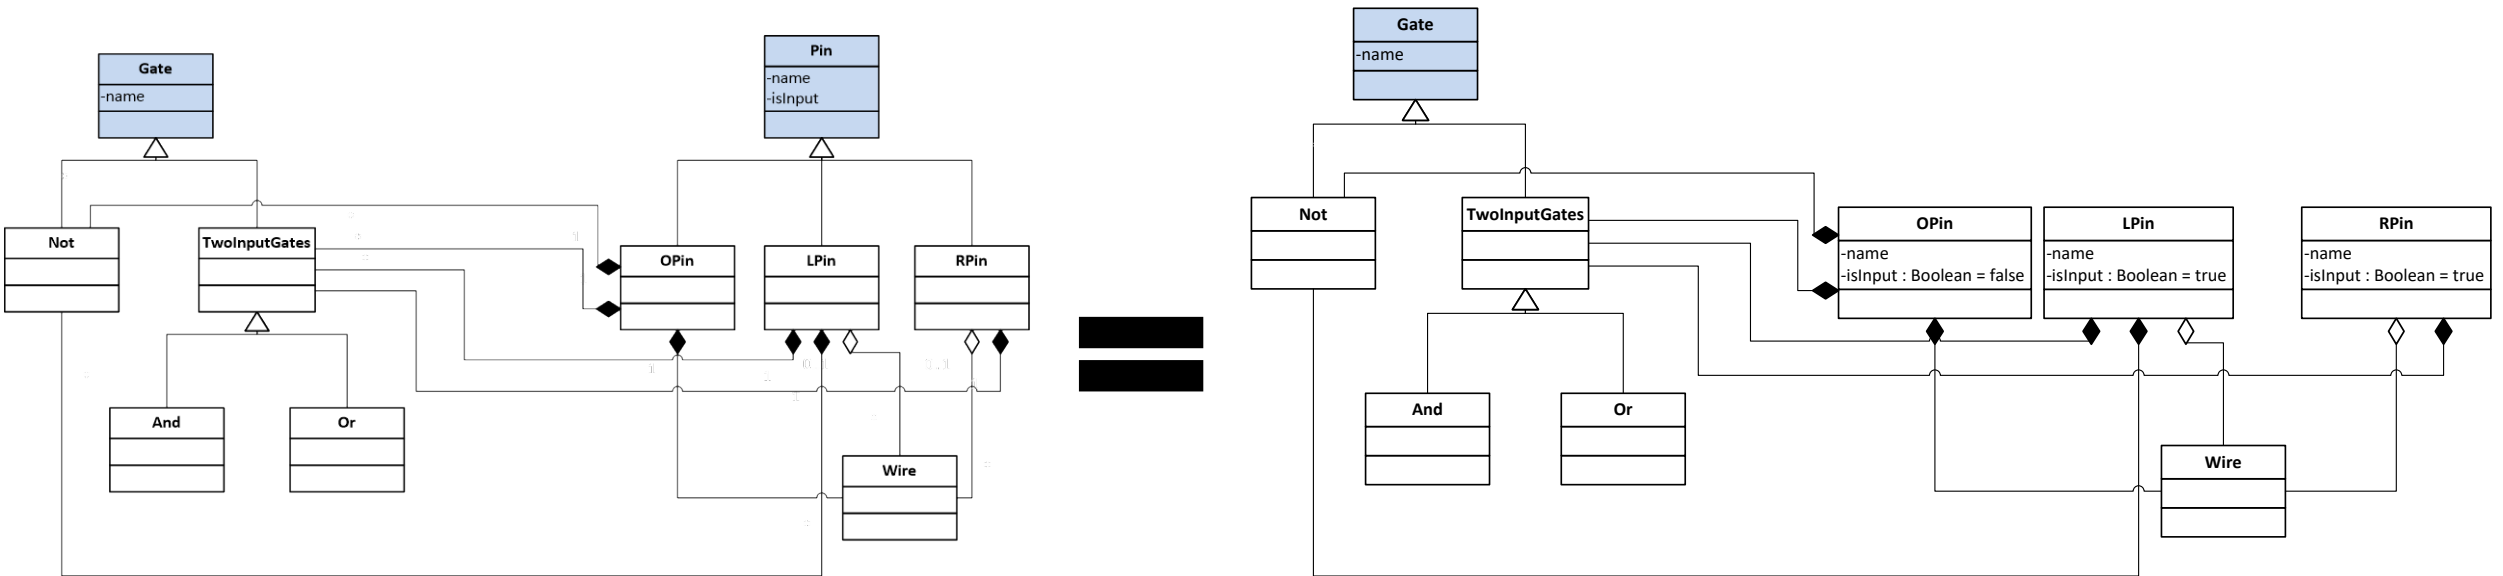 Gate
-name
Pin
-name
-isInput
Not
TwoInputGates
OPin
LPin
RPin
And
Or
Wire
Gate
-name
Not
TwoInputGates
OPin
-name
-isInput : Boolean = false
LPin
-name
-isInput : Boolean = true
RPin
-name
-isInput : Boolean = true
And
Or
Wire